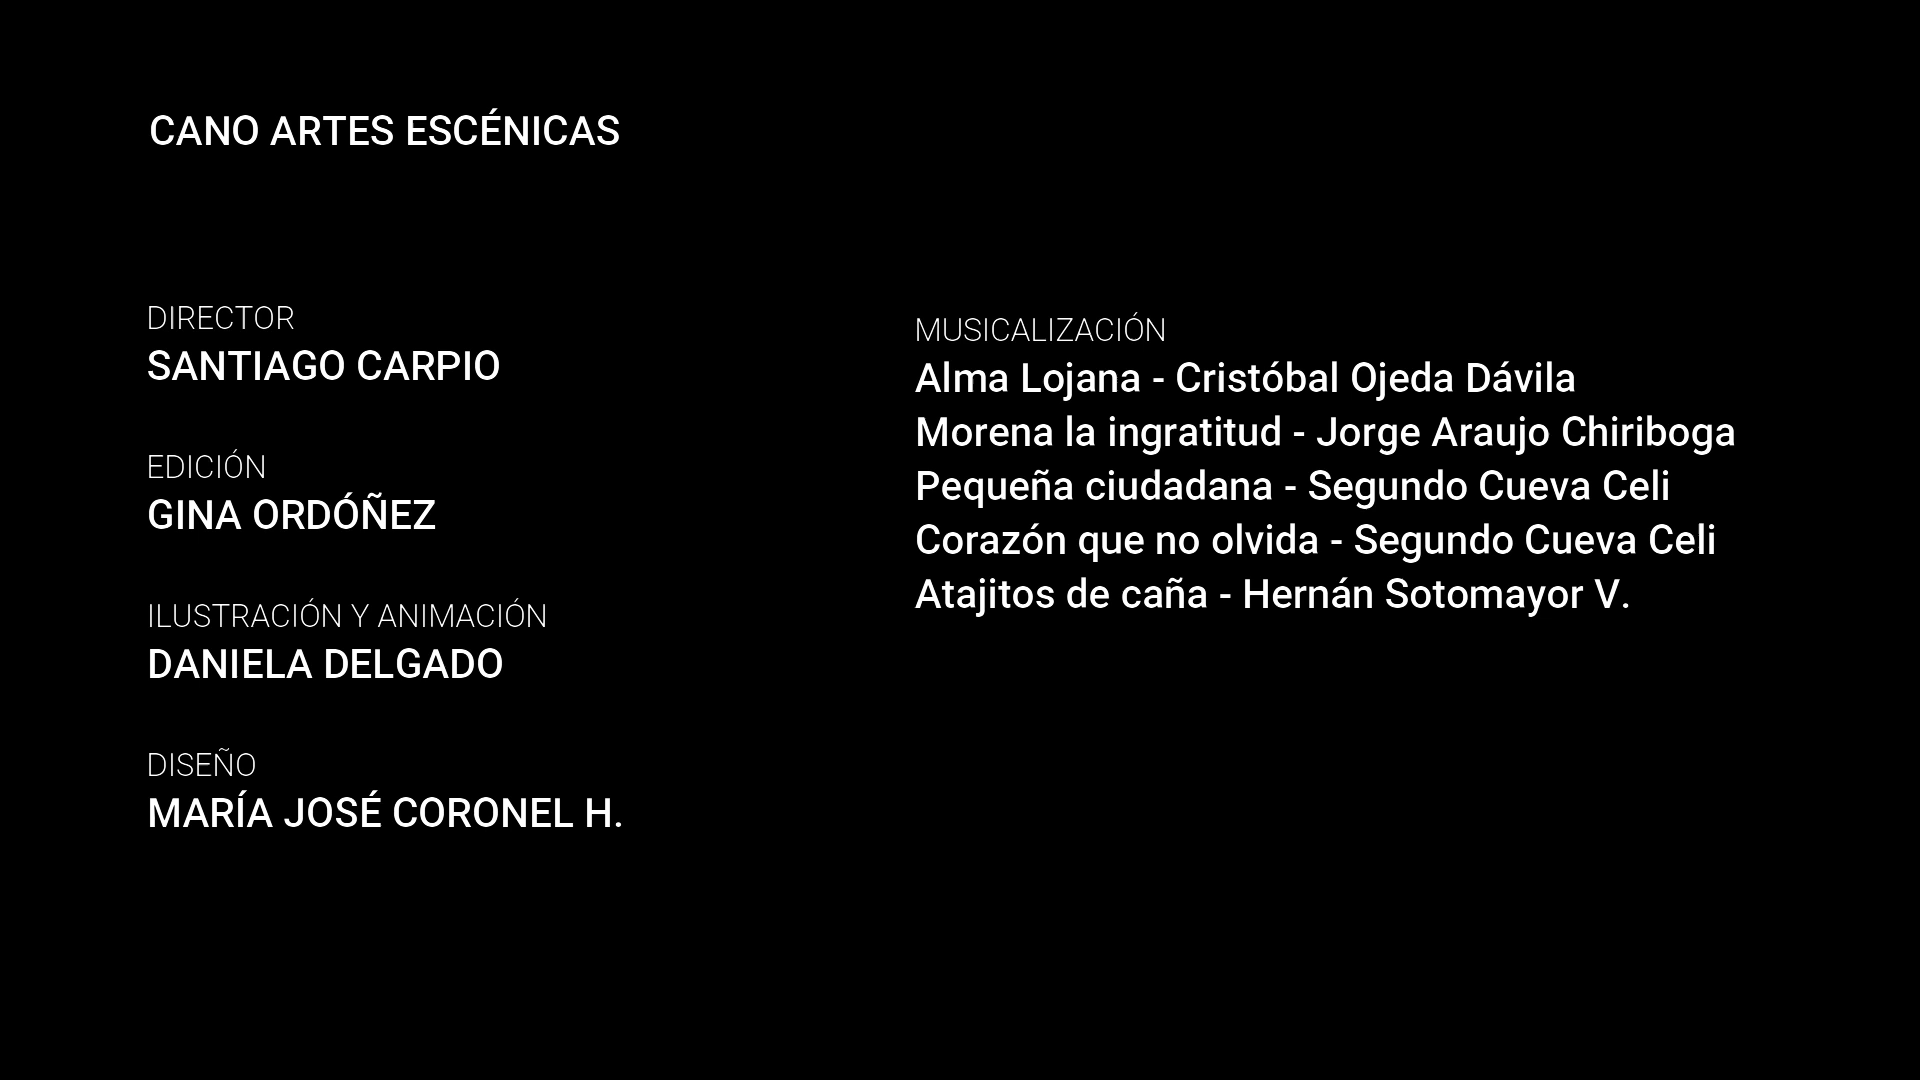 CANO ARTES ESCÉNICAS
DIRECTOR
SANTIAGO CARPIO
EDICIÓN
GINA ORDÓÑEZ
ILUSTRACIÓN Y ANIMACIÓN
DANIELA DELGADO
DISEÑO
MARÍA JOSÉ CORONEL H.
MUSICALIZACIÓN
Alma Lojana - Cristóbal Ojeda Dávila
Morena la ingratitud - Jorge Araujo Chiriboga
Pequeña ciudadana - Segundo Cueva Celi
Corazón que no olvida - Segundo Cueva Celi
Atajitos de caña - Hernán Sotomayor V.